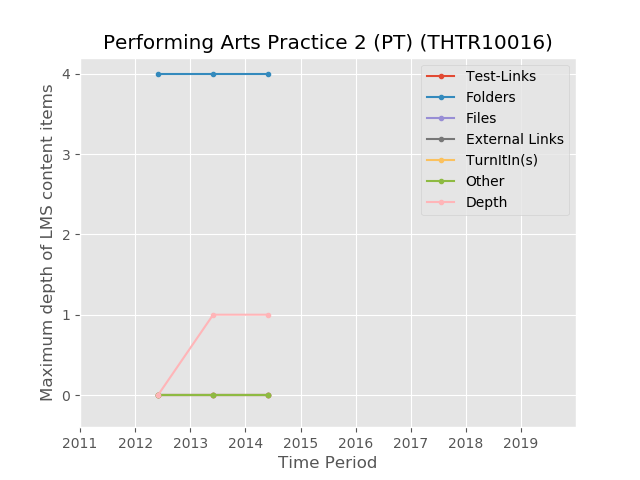 Performing Arts Practice 2 (PT) (THTR10016)
Maximum depth of LMS content items
4
3
2
1
0
Test-Links
Folders
Files
External Links
TurnItIn(s)
Other
Depth
2011 2012 2013 2014 2015 2016 2017 2018 2019
Time Period